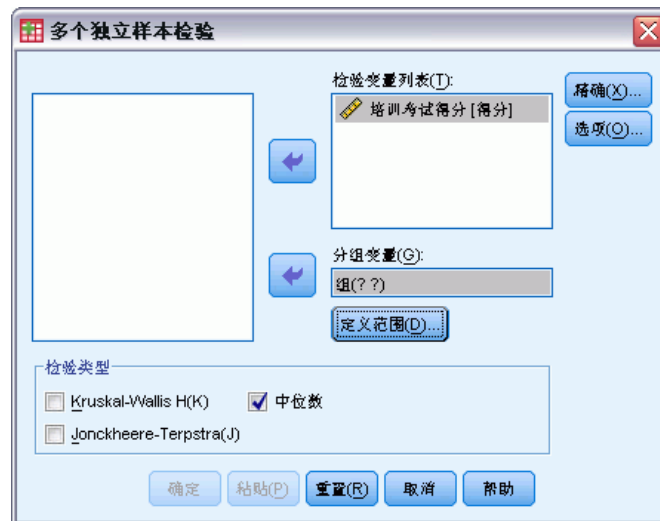 多个独立样本检验
检验变量列表(T):
培训考试得分 [得分]
精确(X)...
选项(O)...
分组变量(G):
组(? ?)
定义范围(D)...
检验类型
Kruskal-Wallis H(K)
中位数
Jonckheere-Terpstra(J)
确定
粘贴(P)
重置(R)
取消
帮助